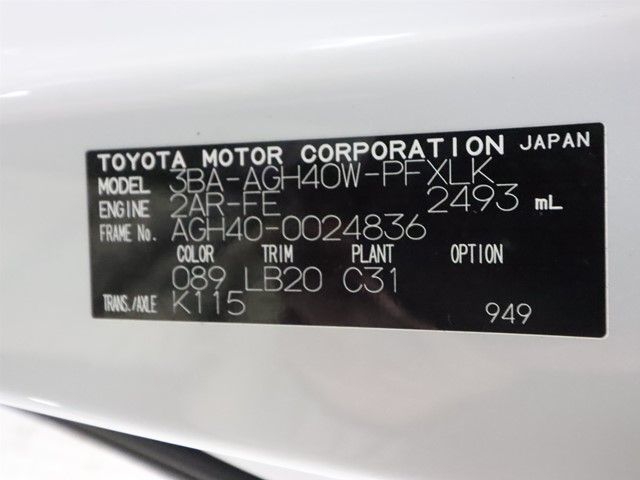 TOYOTA MOTOR CORPORATION JAPAN
MODEL 3BA-AGH40W-PFXLK
ENGINE 2AR-FE 2493 mL
FRAME No. AGH40-0024836
COLOR TRIM PLANT OPTION
089 LB20 C31
TRANS./AXLE K115
949